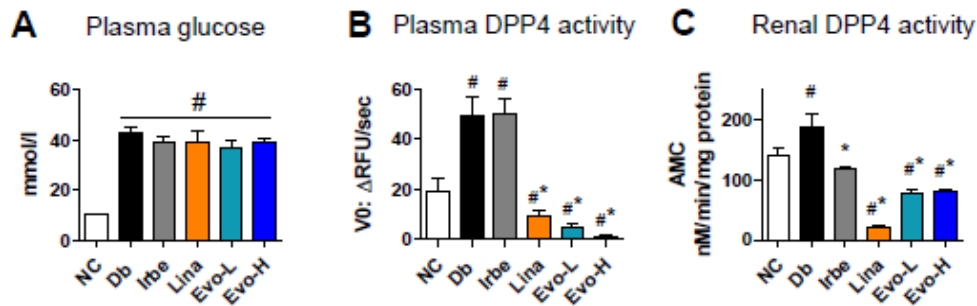 A Plasma glucose
mmol/l
60
40
20
0
#
NC Db Irbe Lina Evo-L Evo-H
B Plasma DPP4 activity
V0: ΔRFU/sec
60
40
20
0
# # #* #* #*
NC Db Irbe Lina Evo-L Evo-H
C Renal DPP4 activity
AMC
nM/min/mg protein
200
100
0
# * #* #* #*
NC Db Irbe Lina Evo-L Evo-H